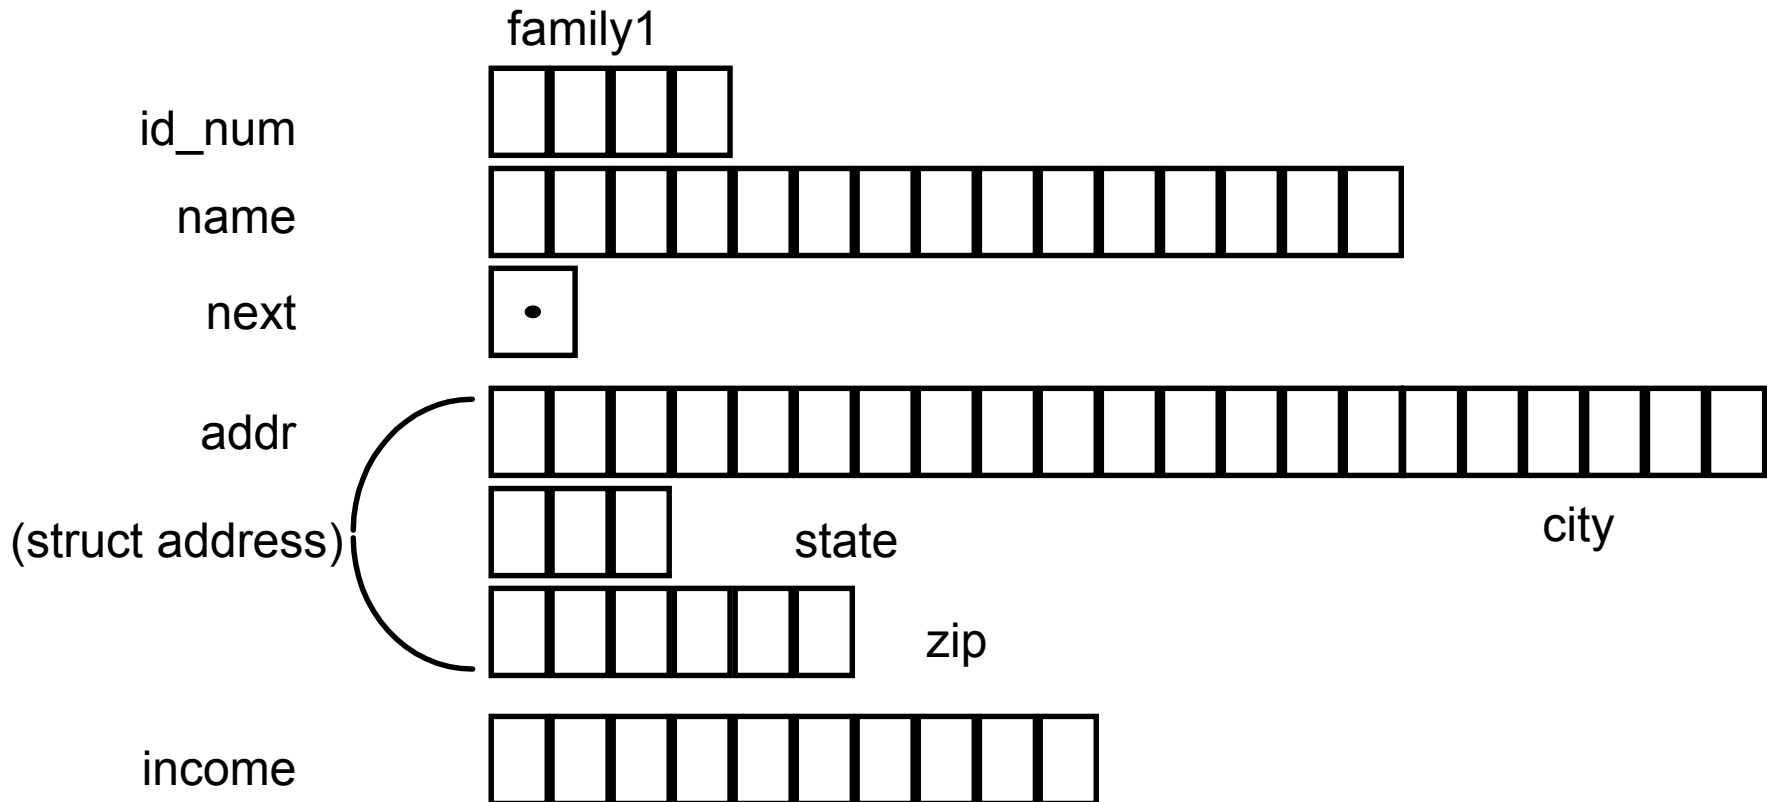 family1
id_num
name
next
addr
city
(struct address)
state
zip
income